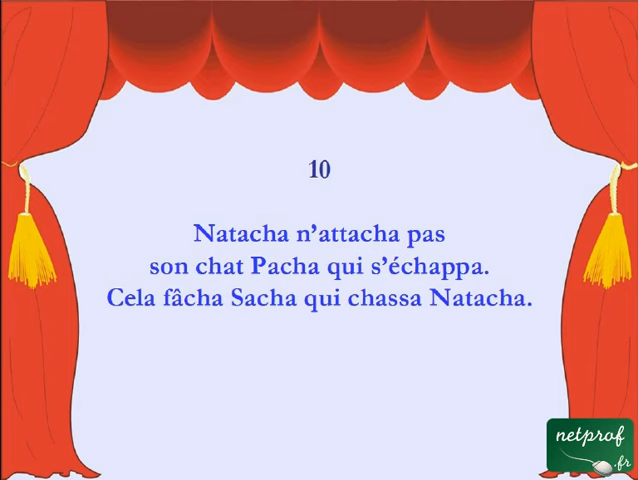 10
Natacha n’attacha pas
son chat Pacha qui s’échappa.
Cela fâcha Sacha qui chassa Natacha.
netprof
.fr